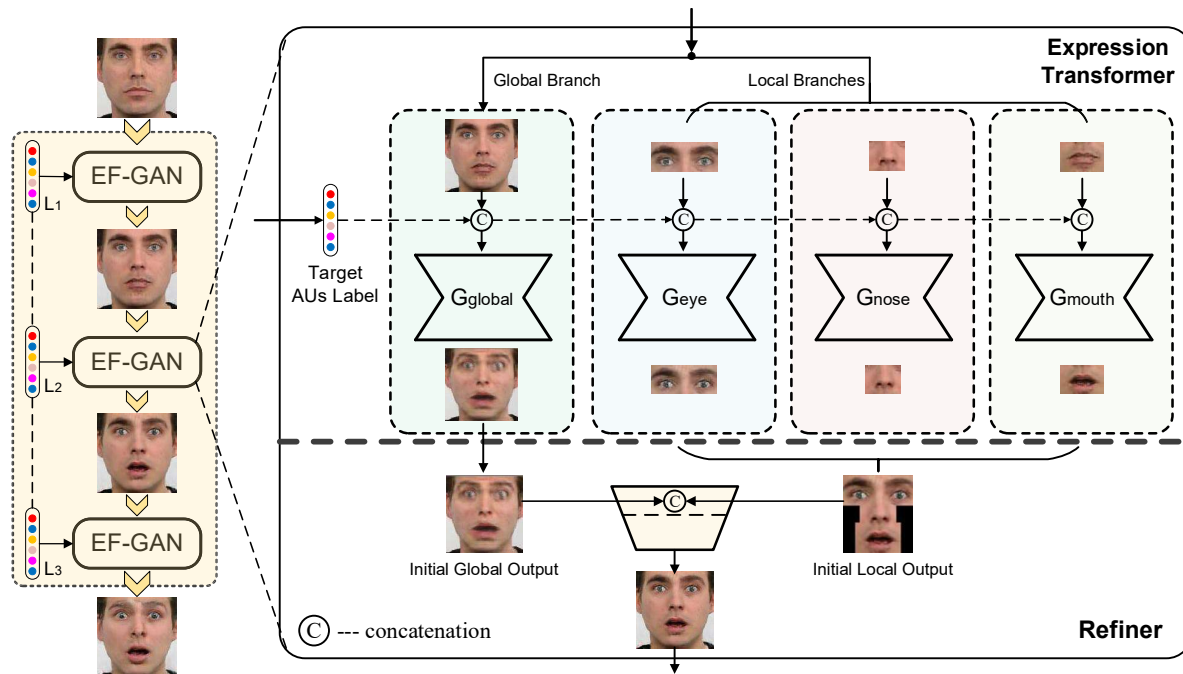 EF-GAN
L1
EF-GAN
L2
EF-GAN
L3
Expression
Transformer
Global Branch
Local Branches
Target
AUs Label
C
C
C
C
Gglobal
Geye
Gnose
Gmouth
C
Initial Global Output
Initial Local Output
C --- concatenation
Refiner